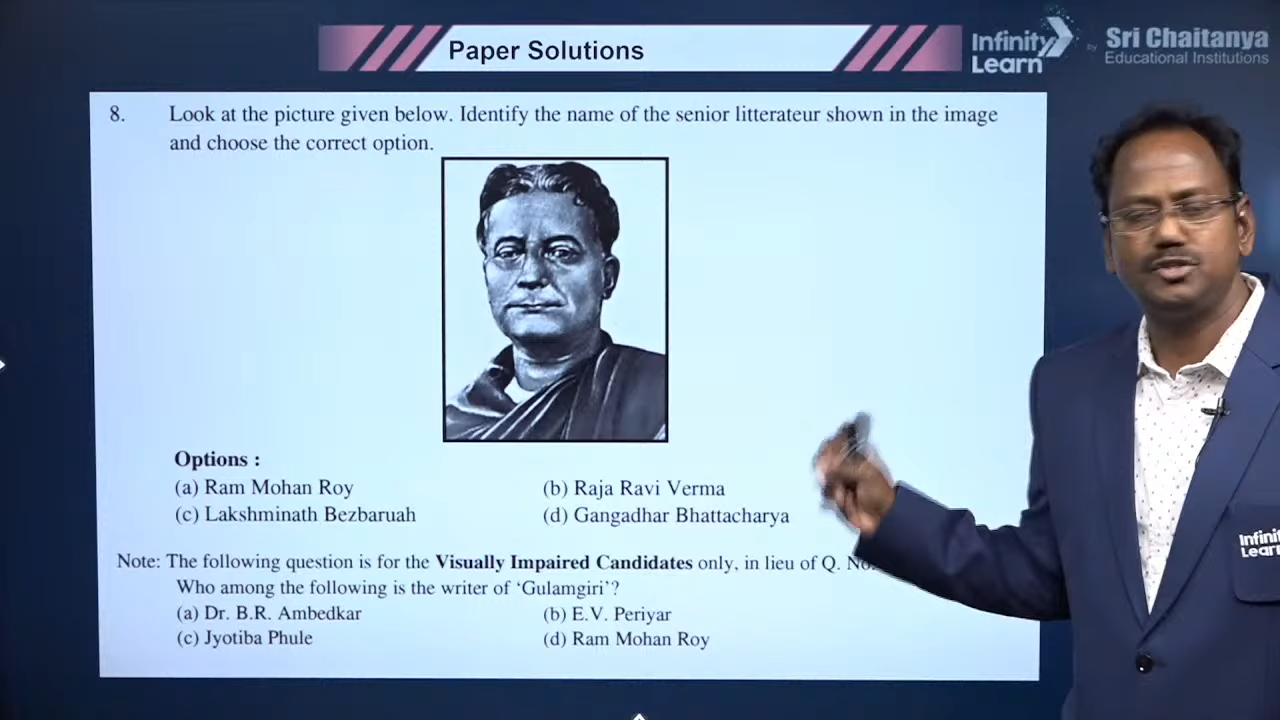 Paper Solutions
Infinity
Learn
by
Sri Chaitanya
Educational Institutions
8. Look at the picture given below. Identify the name of the senior litterateur shown in the image
and choose the correct option.
Options :
(a) Ram Mohan Roy (b) Raja Ravi Verma
(c) Lakshminath Bezbaruah (d) Gangadhar Bhattacharya
Note: The following question is for the Visually Impaired Candidates only, in lieu of Q. No.
Who among the following is the writer of ‘Gulamgiri’?
(a) Dr. B.R. Ambedkar (b) E.V. Periyar
(c) Jyotiba Phule (d) Ram Mohan Roy
Infini
Learn